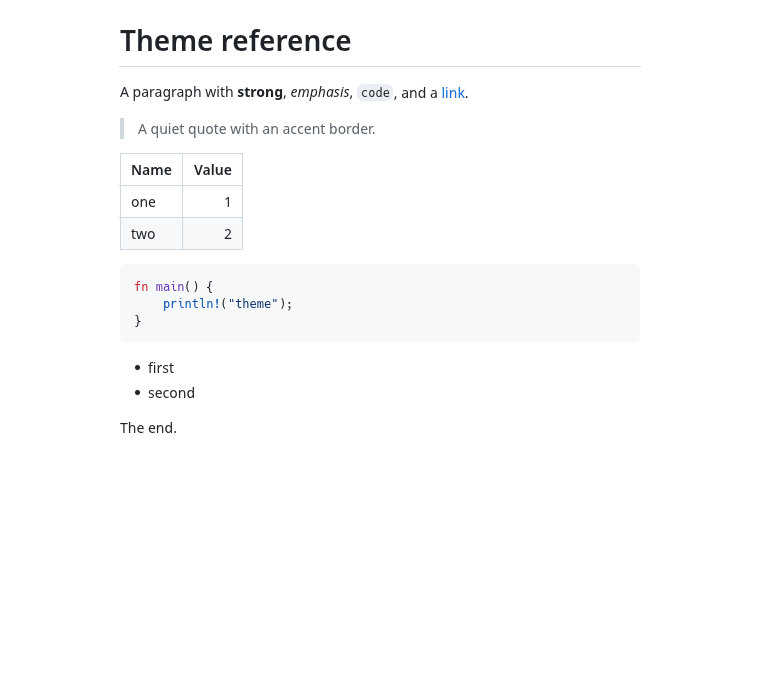 Theme reference
A paragraph with strong, emphasis, code, and a link.
A quiet quote with an accent border.
Name Value
one 1
two 2
fn main() {
    println!("theme");
}
• first
• second
The end.